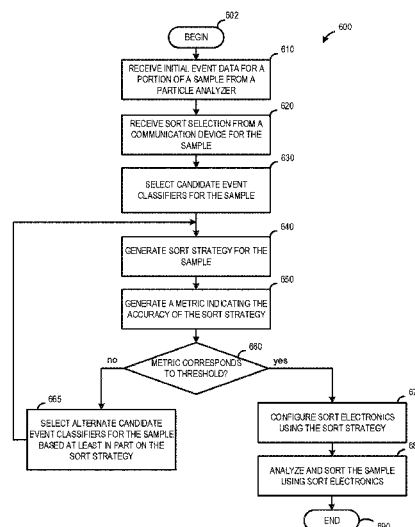 602
BEGIN
600
610
RECEIVE INITIAL EVENT DATA FOR A
PORTION OF A SAMPLE FROM A
PARTICLE ANALYZER
620
RECEIVE SORT SELECTION FROM A
COMMUNICATION DEVICE FOR THE
SAMPLE
630
SELECT CANDIDATE EVENT
CLASSIFIERS FOR THE SAMPLE
640
GENERATE SORT STRATEGY FOR THE
SAMPLE
650
GENERATE A METRIC INDICATING THE
ACCURACY OF THE SORT STRATEGY
660
no
METRIC CORRESPONDS
TO THRESHOLD?
yes
665
SELECT ALTERNATE CANDIDATE
EVENT CLASSIFIERS FOR THE SAMPLE
BASED AT LEAST IN PART ON THE
SORT STRATEGY
CONFIGURE SORT ELECTRONICS
USING THE SORT STRATEGY
ANALYZE AND SORT THE SAMPLE
USING SORT ELECTRONICS
END
690